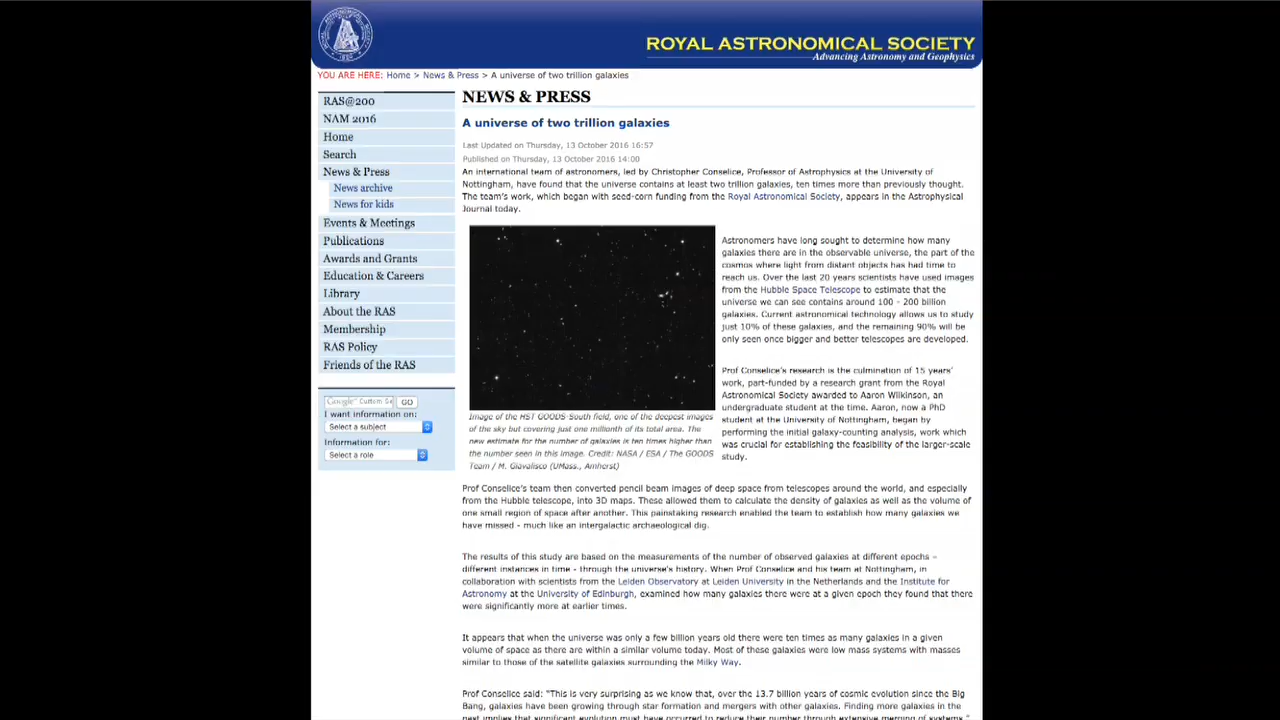 ROYAL ASTRONOMICAL SOCIETY
Advancing Astronomy and Geophysics
YOU ARE HERE: Home > News & Press > A universe of two trillion galaxies
RAS@200
NAM 2016
Home
Search
News & Press
News archive
News for kids
Events & Meetings
Publications
Awards and Grants
Education & Careers
Library
About the RAS
Membership
RAS Policy
Friends of the RAS
Google Custom Se
GO
I want information on:
Select a subject
Information for:
Select a role
NEWS & PRESS
A universe of two trillion galaxies
Last Updated on Thursday, 13 October 2016 16:57
Published on Thursday, 13 October 2016 14:00
An international team of astronomers, led by Christopher Conselice, Professor of Astrophysics at the University of
Nottingham, have found that the universe contains at least two trillion galaxies, ten times more than previously thought.
The team's work, which began with seed-corn funding from the Royal Astronomical Society, appears in the Astrophysical
Journal today.
Image of the HST GOODS-South field, one of the deepest images
of the sky but covering just one millionth of its total area. The
new estimate for the number of galaxies is ten times higher than
the number seen in this image. Credit: NASA / ESA / The GOODS
Team / M. Giavalisco (UMass., Amherst)
Astronomers have long sought to determine how many
galaxies there are in the observable universe, the part of the
cosmos where light from distant objects has had time to
reach us. Over the last 20 years scientists have used images
from the Hubble Space Telescope to estimate that the
universe we can see contains around 100 - 200 billion
galaxies. Current astronomical technology allows us to study
just 10% of these galaxies, and the remaining 90% will be
only seen once bigger and better telescopes are developed.
Prof Conselice's research is the culmination of 15 years'
work, part-funded by a research grant from the Royal
Astronomical Society awarded to Aaron Wilkinson, an
undergraduate student at the time. Aaron, now a PhD
student at the University of Nottingham, began by
performing the initial galaxy-counting analysis, work which
was crucial for establishing the feasibility of the larger-scale
study.
Prof Conselice's team then converted pencil beam images of deep space from telescopes around the world, and especially
from the Hubble telescope, into 3D maps. These allowed them to calculate the density of galaxies as well as the volume of
one small region of space after another. This painstaking research enabled the team to establish how many galaxies we
have missed - much like an intergalactic archaeological dig.
The results of this study are based on the measurements of the number of observed galaxies at different epochs –
different instances in time - through the universe's history. When Prof Conselice and his team at Nottingham, in
collaboration with scientists from the Leiden Observatory at Leiden University in the Netherlands and the Institute for
Astronomy at the University of Edinburgh, examined how many galaxies there were at a given epoch they found that there
were significantly more at earlier times.
It appears that when the universe was only a few billion years old there were ten times as many galaxies in a given
volume of space as there are within a similar volume today. Most of these galaxies were low mass systems with masses
similar to those of the satellite galaxies surrounding the Milky Way.
Prof Conselice said: "This is very surprising as we know that, over the 13.7 billion years of cosmic evolution since the Big
Bang, galaxies have been growing through star formation and mergers with other galaxies. Finding more galaxies in the
past implies that significant evolution must have occurred to reduce their number through extensive merging of systems."